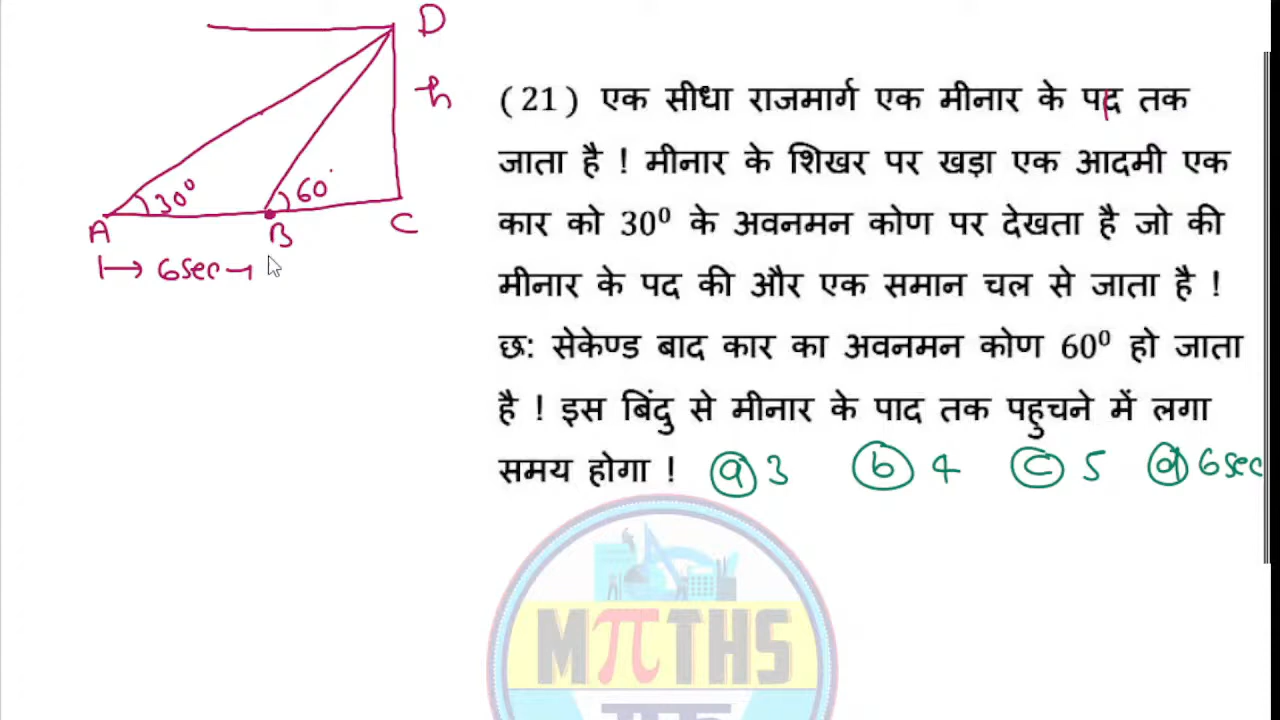 D
h
30⁰
60°
A
B
C
6sec
(21) एक सीधा राजमार्ग एक मीनार के पद तक
जाता है ! मीनार के शिखर पर खड़ा एक आदमी एक
कार को 30⁰ के अवनमन कोण पर देखता है जो की
मीनार के पद की और एक समान चल से जाता है !
छ: सेकेण्ड बाद कार का अवनमन कोण 60⁰ हो जाता
है ! इस बिंदु से मीनार के पाद तक पहुचने में लगा
समय होगा ! (a) 3 (b) 4 (c) 5 (d) 6sec
MπTHS